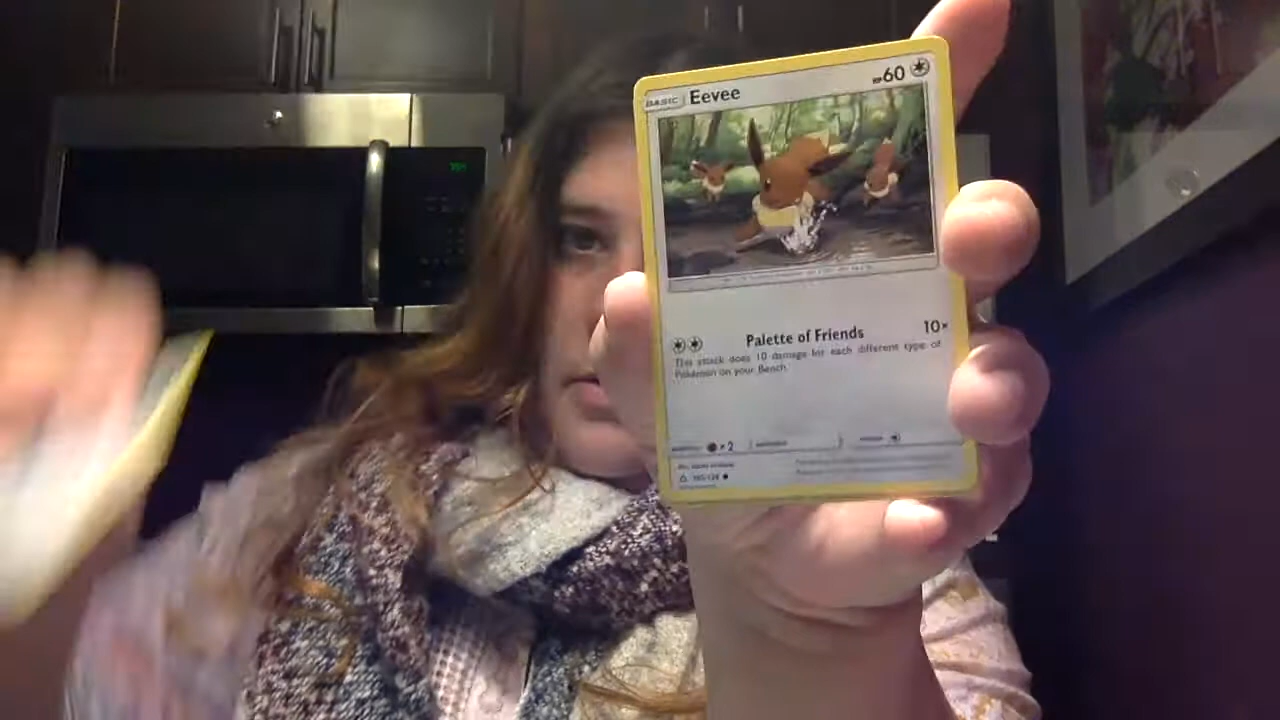 BASIC Eevee HP60
Palette of Friends 10×
This attack does 10 damage for each different type of
Pokémon on your Bench.
×2